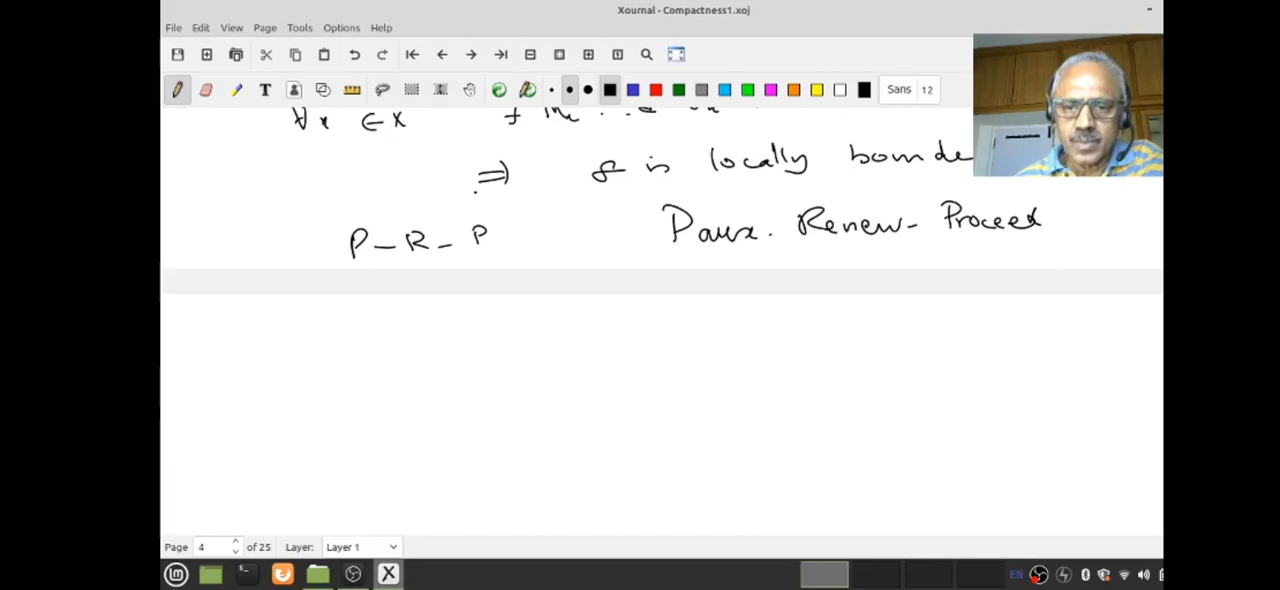 Xournal - Compactness1.xoj
File Edit View Page Tools Options Help
Sans 12
∀x ∈ X
⇒ f is locally bounde
P - R - P Pause. Renew - Proceed
Page 4 of 25 Layer: Layer 1
EN